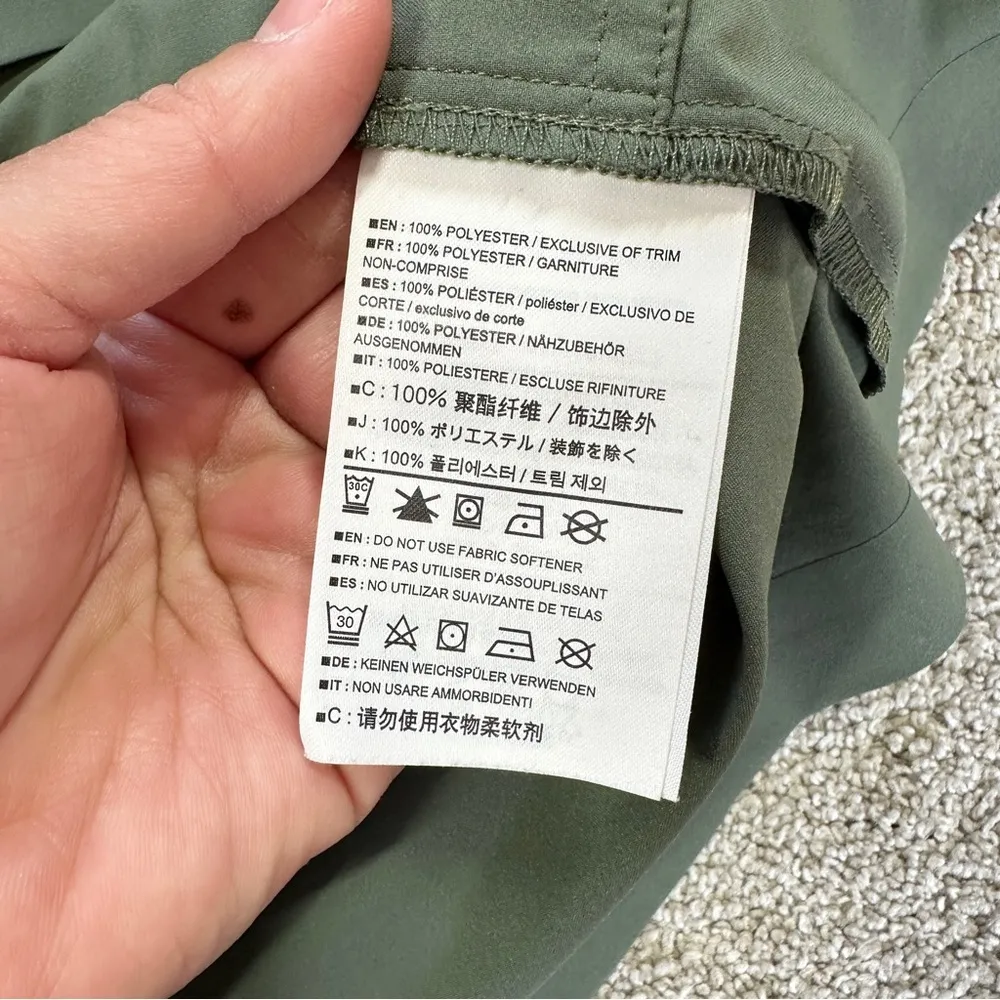 EN : 100% POLYESTER / EXCLUSIVE OF TRIM
FR : 100% POLYESTER / GARNITURE
NON-COMPRISE
ES : 100% POLIÉSTER / poliéster / EXCLUSIVO DE
CORTE / exclusivo de corte
DE : 100% POLYESTER / NÄHZUBEHÖR
AUSGENOMMEN
IT : 100% POLIESTERE / ESCLUSE RIFINITURE
C : 100% 聚酯纤维 / 饰边除外
J : 100% ポリエステル / 装飾を除く
K : 100% 폴리에스터 / 트림 제외
30C
EN : DO NOT USE FABRIC SOFTENER
FR : NE PAS UTILISER D'ASSOUPLISSANT
ES : NO UTILIZAR SUAVIZANTE DE TELAS
30
DE : KEINEN WEICHSPÜLER VERWENDEN
IT : NON USARE AMMORBIDENTI
C : 请勿使用衣物柔软剂